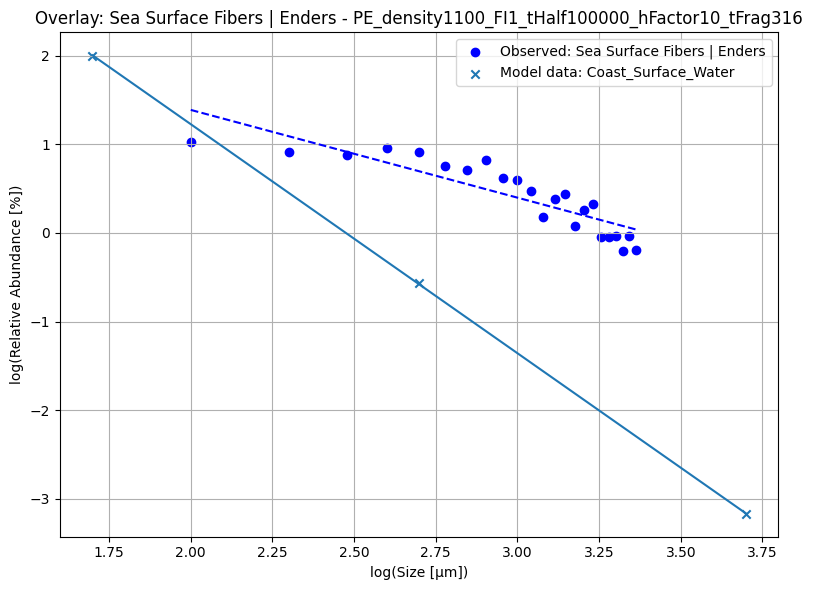 Overlay: Sea Surface Fibers | Enders - PE_density1100_FI1_tHalf100000_hFactor10_tFrag316
Observed: Sea Surface Fibers | Enders
Model data: Coast_Surface_Water
log(Relative Abundance [%])
2
1
0
−1
−2
−3
1.75 2.00 2.25 2.50 2.75 3.00 3.25 3.50 3.75
log(Size [μm])